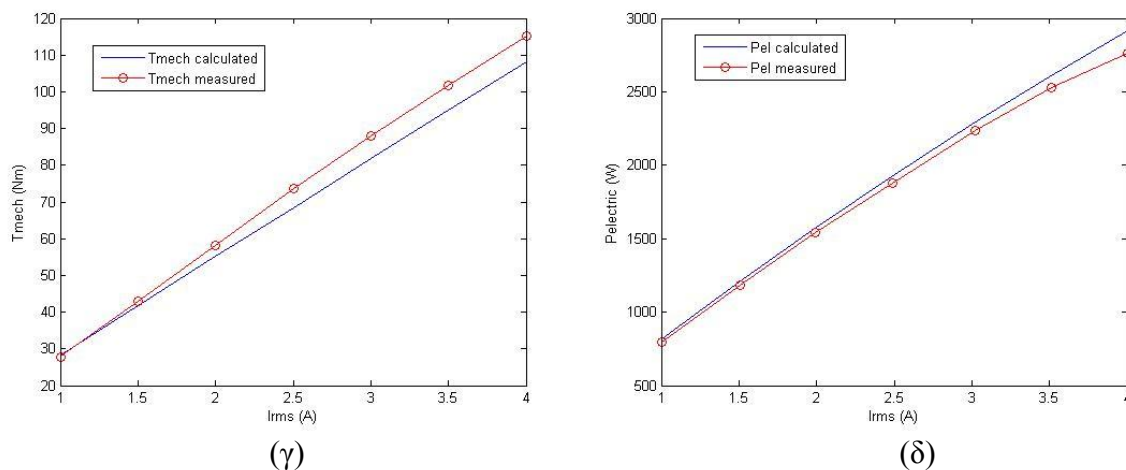 120
110
100
90
80
70
60
50
40
30
20
Tmech (Nm)
Tmech calculated
Tmech measured
1 1.5 2 2.5 3 3.5 4
Irms (A)
(γ)
3000
2500
2000
1500
1000
500
Pelectric (W)
Pel calculated
Pel measured
1 1.5 2 2.5 3 3.5 4
Irms (A)
(δ)